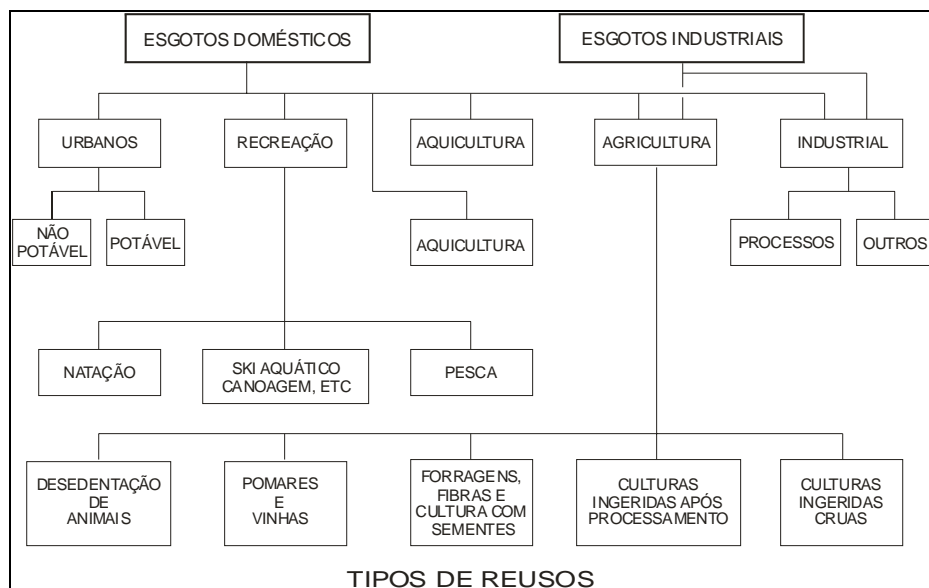 ESGOTOS DOMÉSTICOS
ESGOTOS INDUSTRIAIS
URBANOS
RECREAÇÃO
AQUICULTURA
AGRICULTURA
INDUSTRIAL
NÃO
POTÁVEL
POTÁVEL
AQUICULTURA
PROCESSOS
OUTROS
NATAÇÃO
SKI AQUÁTICO
CANOAGEM, ETC
PESCA
DESEDENTAÇÃO
DE
ANIMAIS
POMARES
E
VINHAS
FORRAGENS,
FIBRAS E
CULTURA COM
SEMENTES
CULTURAS
INGERIDAS APÓS
PROCESSAMENTO
CULTURAS
INGERIDAS
CRUAS
TIPOS DE REUSOS